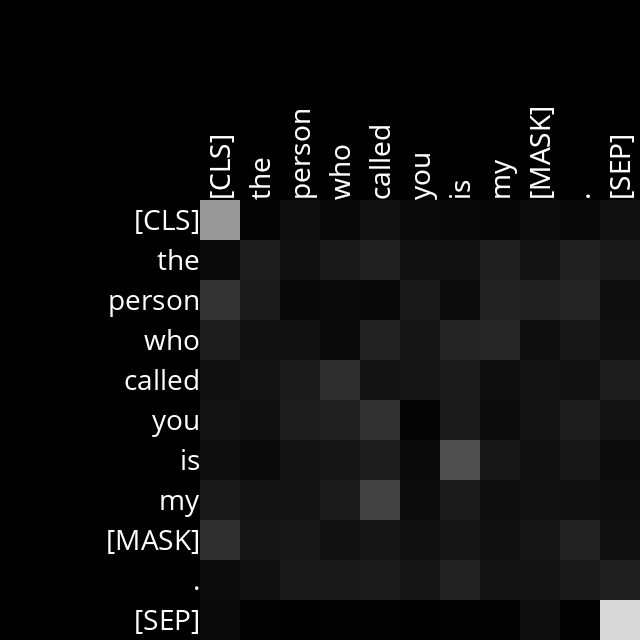 [CLS] the person who called you is my [MASK] . [SEP]
[CLS]
the
person
who
called
you
is
my
[MASK]
.
[SEP]